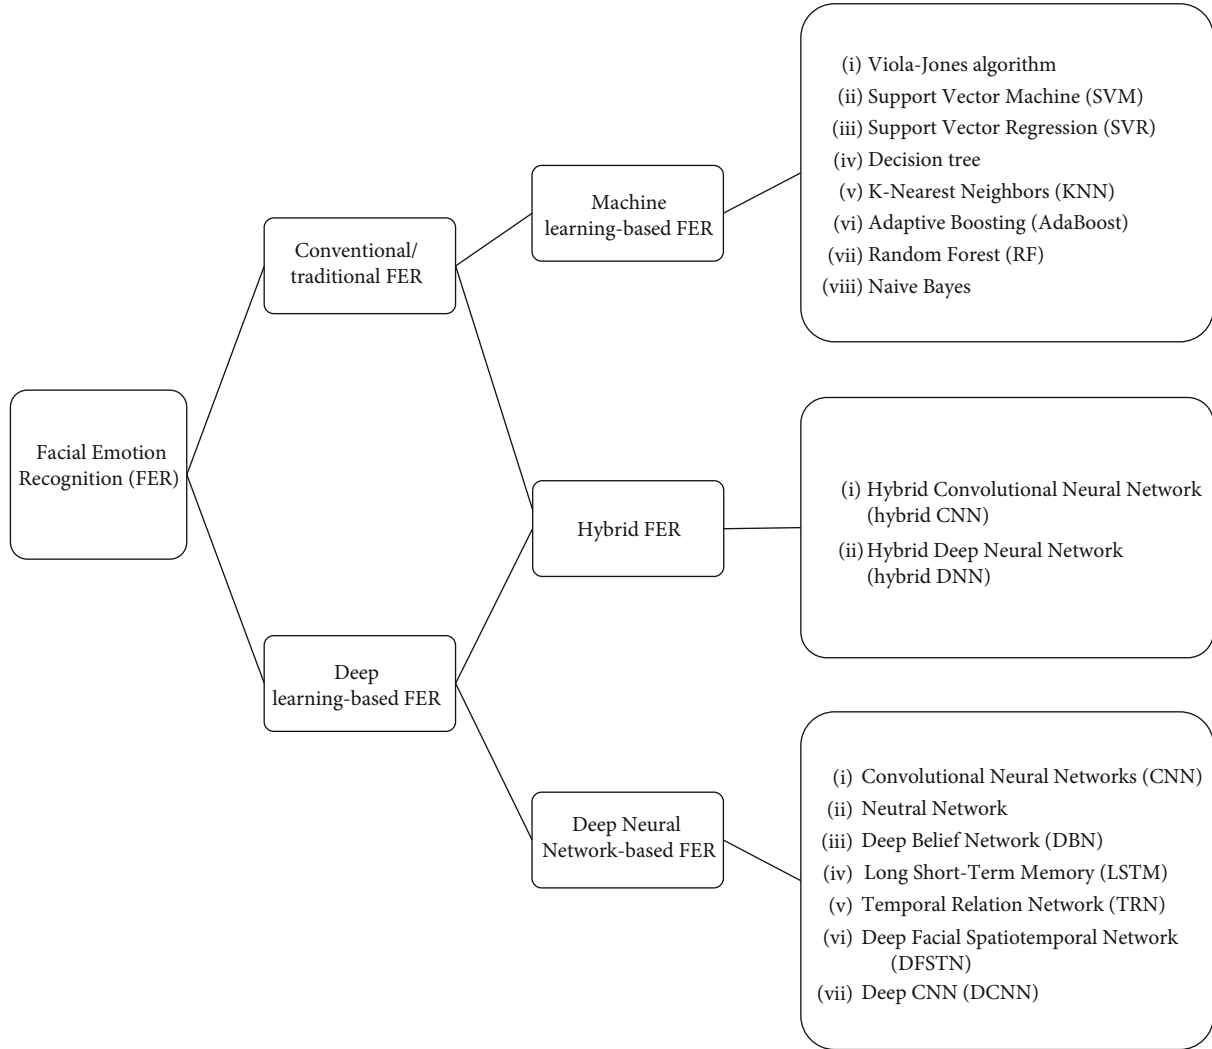 Facial Emotion
Recognition (FER)
Conventional/
traditional FER
Deep
learning-based FER
Machine
learning-based FER
Hybrid FER
Deep Neural
Network-based FER
(i) Viola-Jones algorithm
(ii) Support Vector Machine (SVM)
(iii) Support Vector Regression (SVR)
(iv) Decision tree
(v) K-Nearest Neighbors (KNN)
(vi) Adaptive Boosting (AdaBoost)
(vii) Random Forest (RF)
(viii) Naive Bayes
(i) Hybrid Convolutional Neural Network
(hybrid CNN)
(ii) Hybrid Deep Neural Network
(hybrid DNN)
(i) Convolutional Neural Networks (CNN)
(ii) Neutral Network
(iii) Deep Belief Network (DBN)
(iv) Long Short-Term Memory (LSTM)
(v) Temporal Relation Network (TRN)
(vi) Deep Facial Spatiotemporal Network
(DFSTN)
(vii) Deep CNN (DCNN)